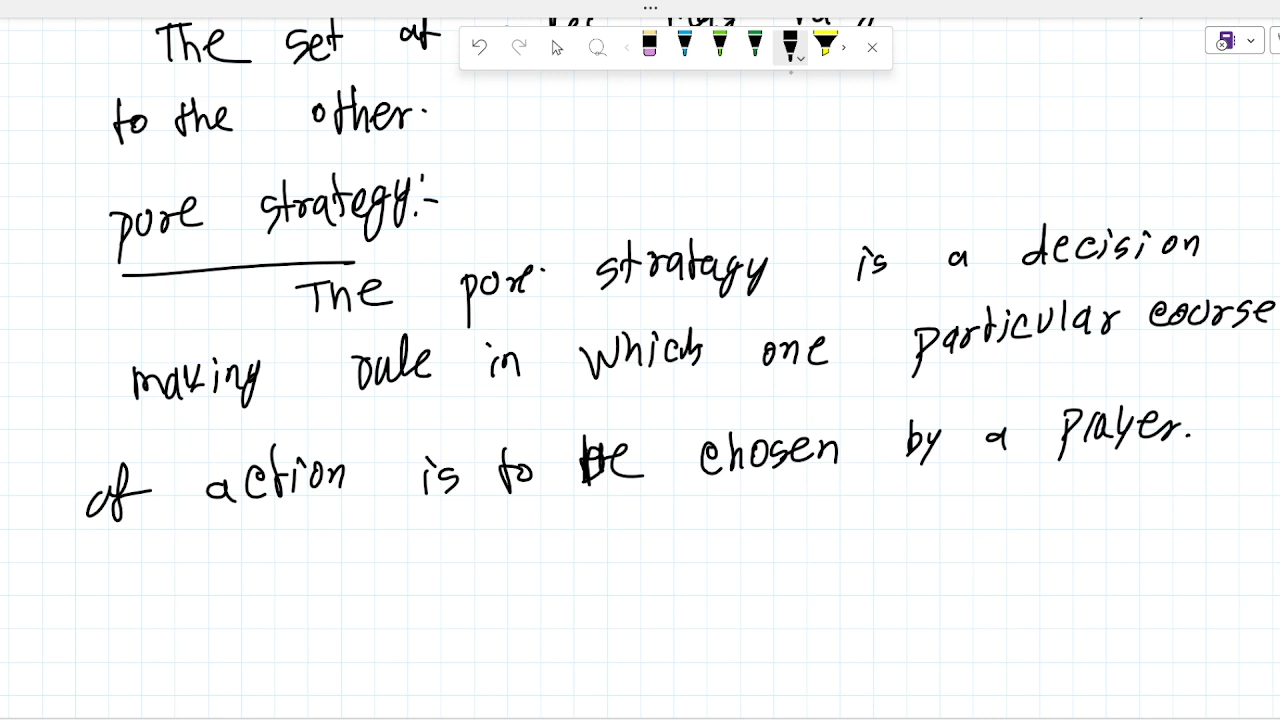 The set of may
to the other.
pure strategy:-
The pure strategy is a decision
making rule in which one particular course
of action is to be chosen by a player.